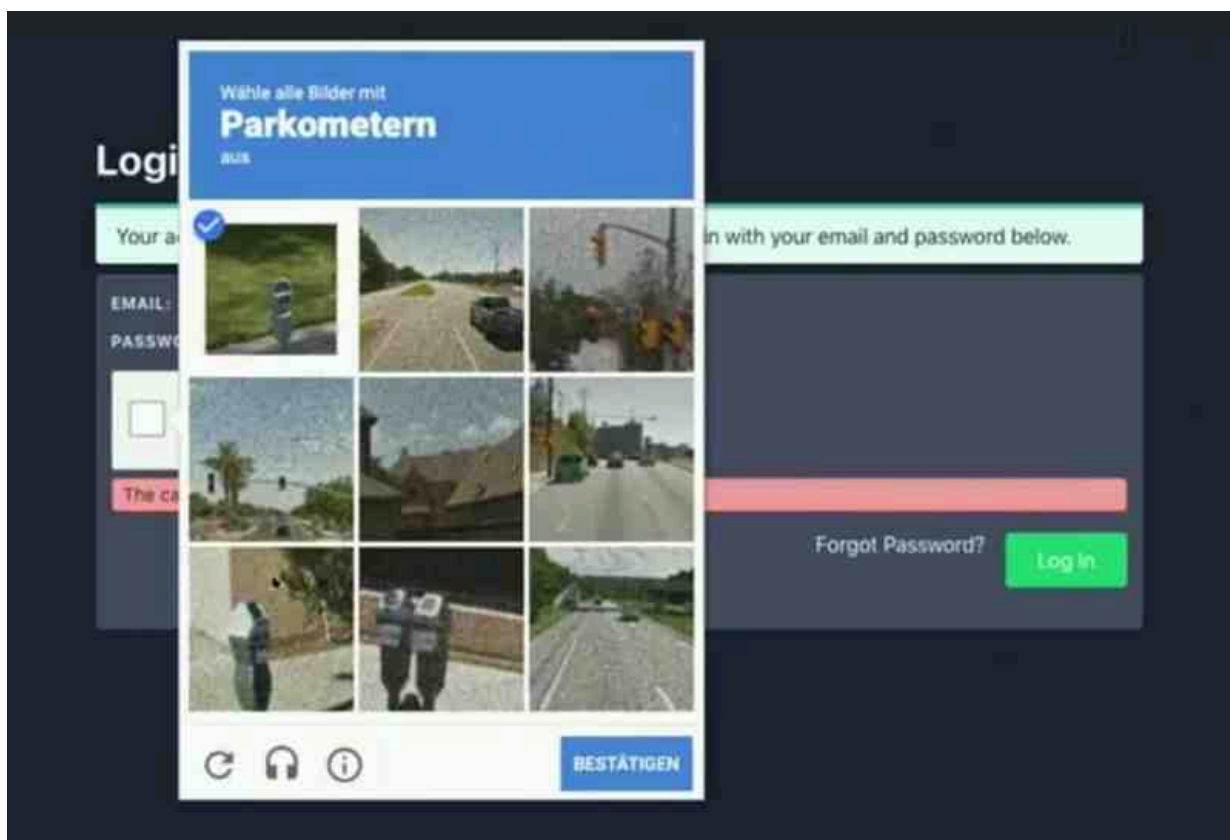 Wähle alle Bilder mit
Parkometern
aus
Logi
Your a
n with your email and password below.
EMAIL:
PASSWO
The ca
Forgot Password?
Log In
BESTÄTIGEN